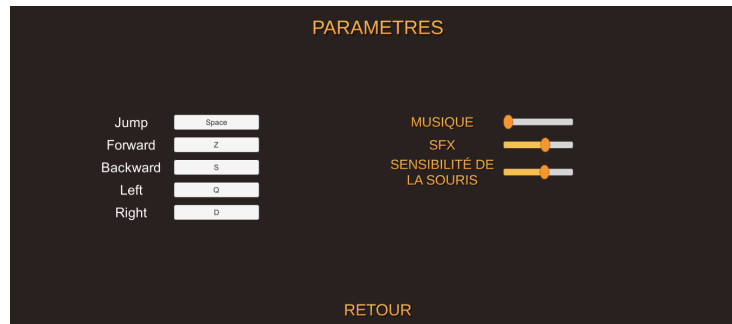 PARAMETRES
Jump Space
Forward Z
Backward S
Left Q
Right D
MUSIQUE
SFX
SENSIBILITÉ DE
LA SOURIS
RETOUR